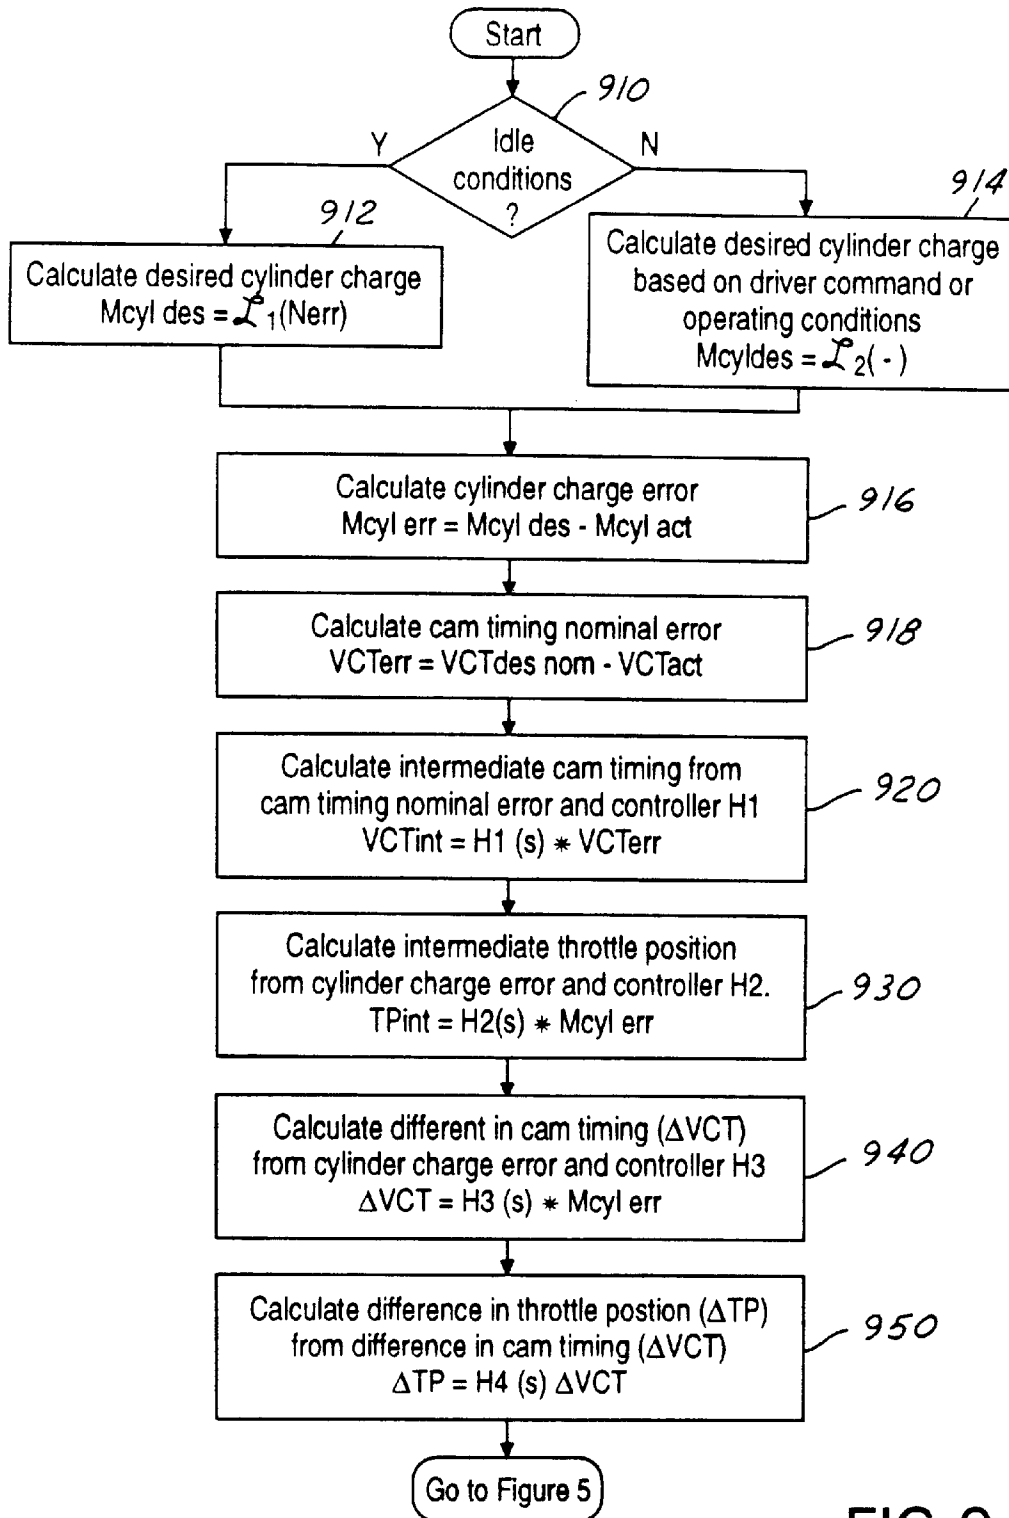 Start
910
Idle
conditions
?
Y
N
912
Calculate desired cylinder charge
Mcyl des = ℒ1(Nerr)
914
Calculate desired cylinder charge
based on driver command or
operating conditions
Mcyldes = ℒ2( - )
Calculate cylinder charge error
Mcyl err = Mcyl des - Mcyl act
916
Calculate cam timing nominal error
VCTerr = VCTdes nom - VCTact
918
Calculate intermediate cam timing from
cam timing nominal error and controller H1
VCTint = H1 (s) * VCTerr
920
Calculate intermediate throttle position
from cylinder charge error and controller H2.
TPint = H2(s) * Mcyl err
930
Calculate different in cam timing (ΔVCT)
from cylinder charge error and controller H3
ΔVCT = H3 (s) * Mcyl err
940
Calculate difference in throttle postion (ΔTP)
from difference in cam timing (ΔVCT)
ΔTP = H4 (s) ΔVCT
950
Go to Figure 5